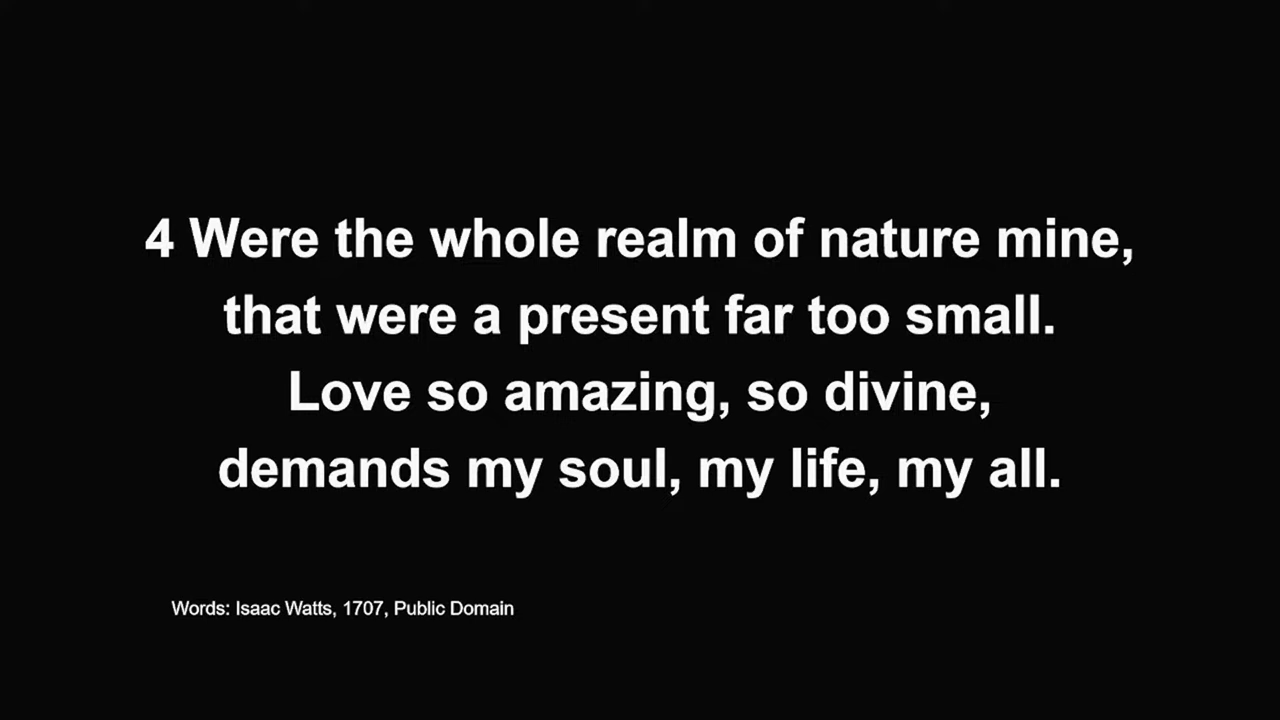 4 Were the whole realm of nature mine,
that were a present far too small.
Love so amazing, so divine,
demands my soul, my life, my all.
Words: Isaac Watts, 1707, Public Domain